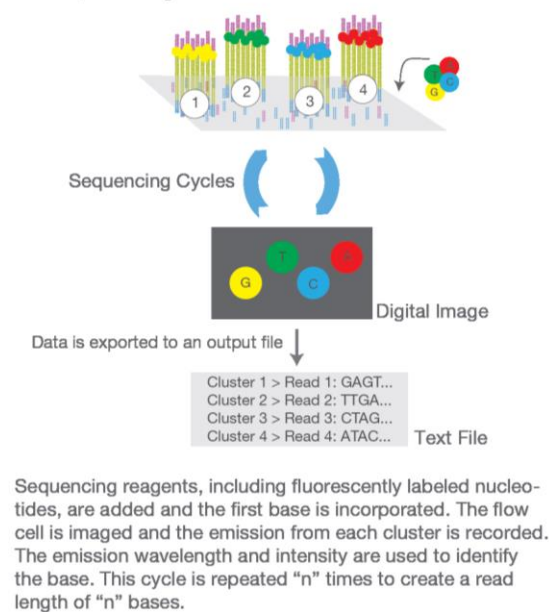 1
2
3
4
T
C
G
Sequencing Cycles
T
G
C
Digital Image
Data is exported to an output file
Cluster 1 > Read 1: GAGT...
Cluster 2 > Read 2: TTGA...
Cluster 3 > Read 3: CTAG...
Cluster 4 > Read 4: ATAC...
Text File
Sequencing reagents, including fluorescently labeled nucleo-
tides, are added and the first base is incorporated. The flow
cell is imaged and the emission from each cluster is recorded.
The emission wavelength and intensity are used to identify
the base. This cycle is repeated “n” times to create a read
length of “n” bases.